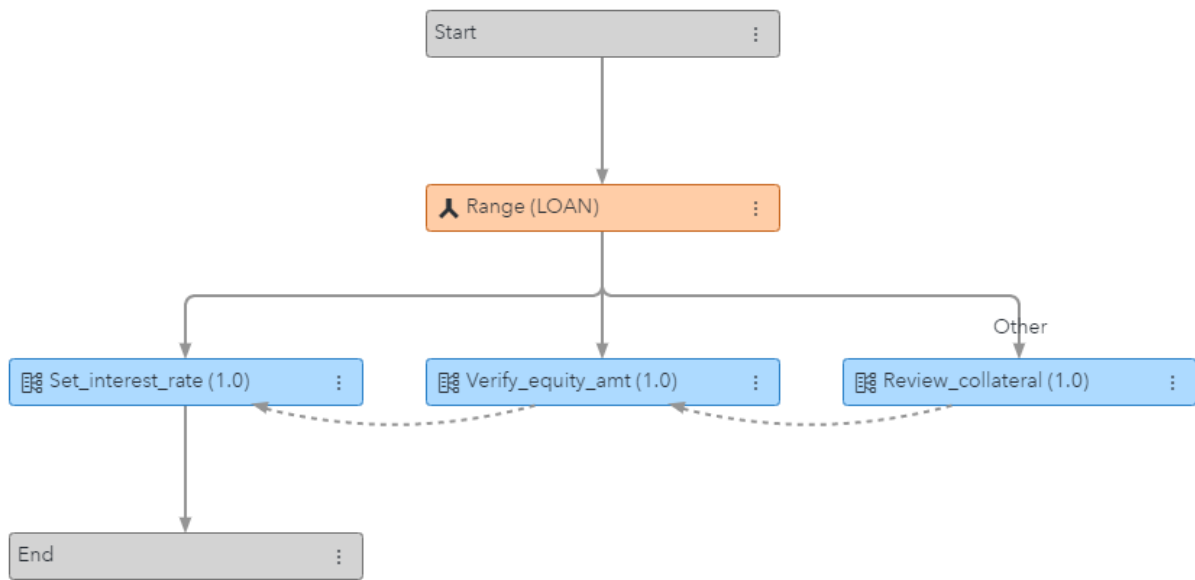 Start
Range (LOAN)
Other
Set_interest_rate (1.0)
Verify_equity_amt (1.0)
Review_collateral (1.0)
End